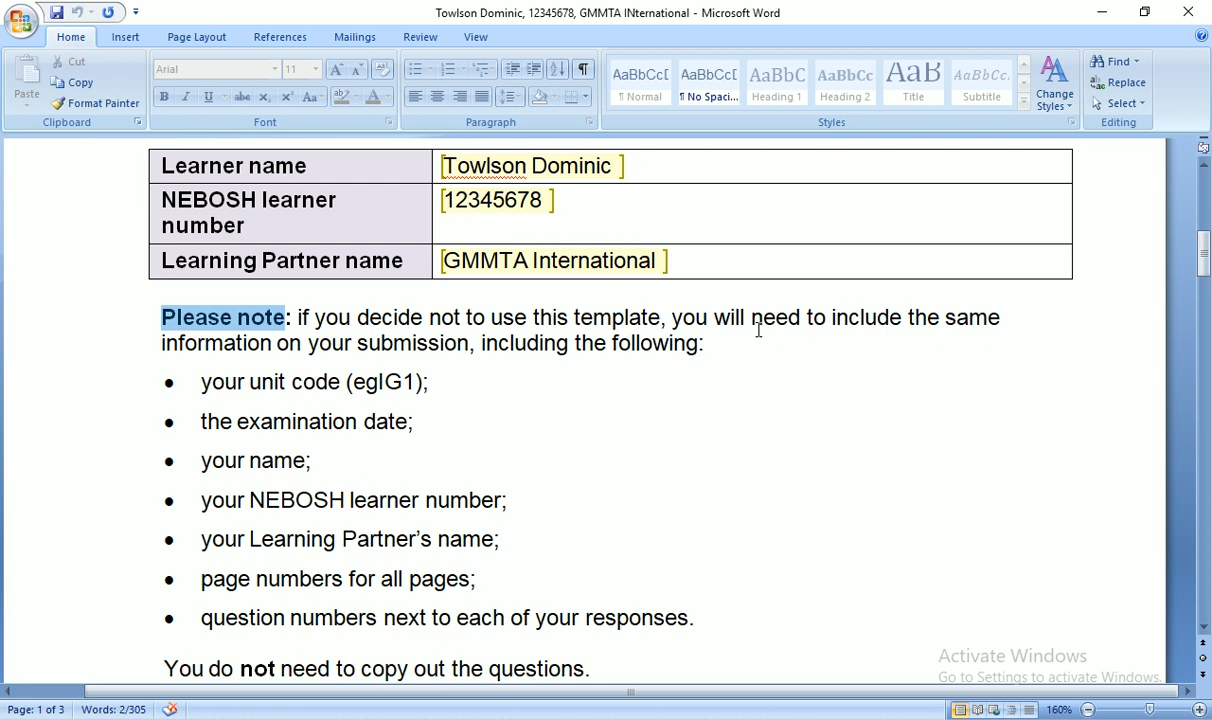 Towlson Dominic, 12345678, GMMTA INternational - Microsoft Word
Home Insert Page Layout References Mailings Review View
Paste
Cut
Copy
Format Painter
Clipboard
Arial 11
Font
Paragraph
AaBbCcD AaBbCcD AaBbC AaBbCc AaB AaBbCc.
¶ Normal ¶ No Spaci... Heading 1 Heading 2 Title Subtitle
Change Styles
Styles
Find
Replace
Select
Editing
Learner name [Towlson Dominic ]
NEBOSH learner number [12345678 ]
Learning Partner name [GMMTA International ]
Please note: if you decide not to use this template, you will need to include the same
information on your submission, including the following:
• your unit code (egIG1);
• the examination date;
• your name;
• your NEBOSH learner number;
• your Learning Partner’s name;
• page numbers for all pages;
• question numbers next to each of your responses.
You do not need to copy out the questions.
Activate Windows
Go to Settings to activate Windows.
Page: 1 of 3 Words: 2/305 160%